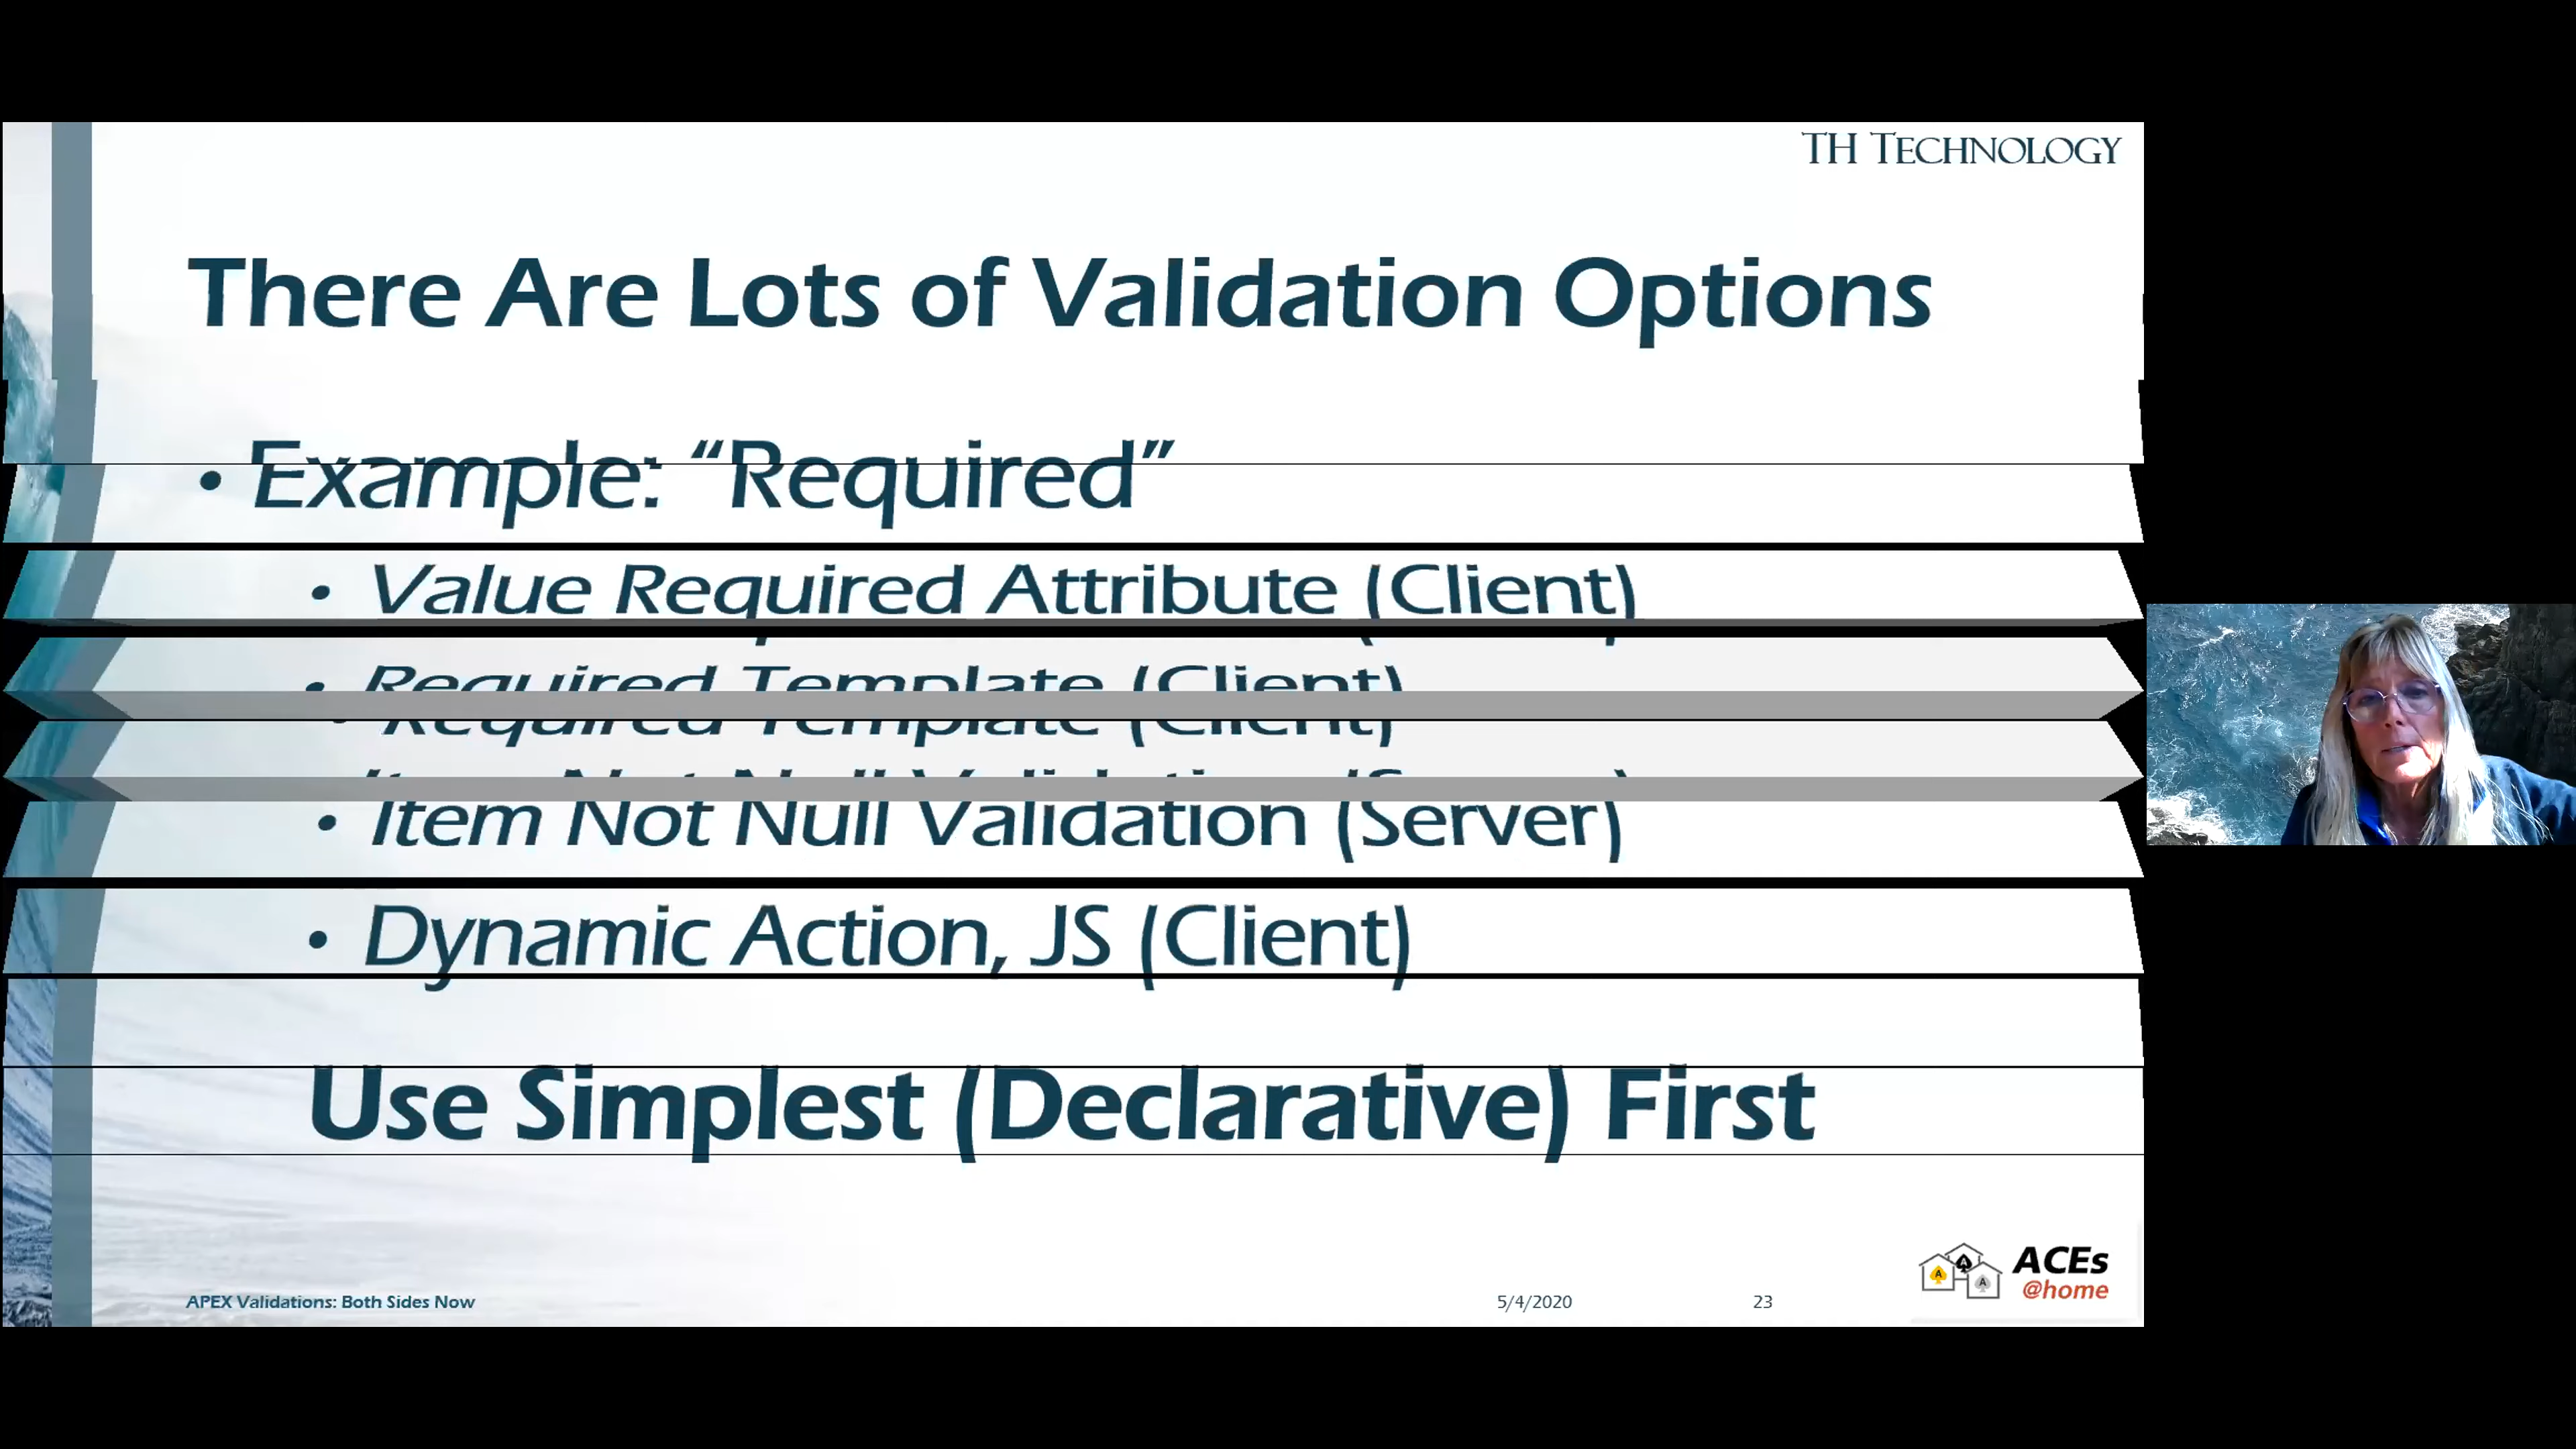 TH TECHNOLOGY
There Are Lots of Validation Options
• Example: “Required”
• Value Required Attribute (Client)
• Required Template (Client)
• Item Not Null Validation (Server)
• Dynamic Action, JS (Client)
Use Simplest (Declarative) First
APEX Validations: Both Sides Now
5/4/2020
23
A A A
ACEs
@home